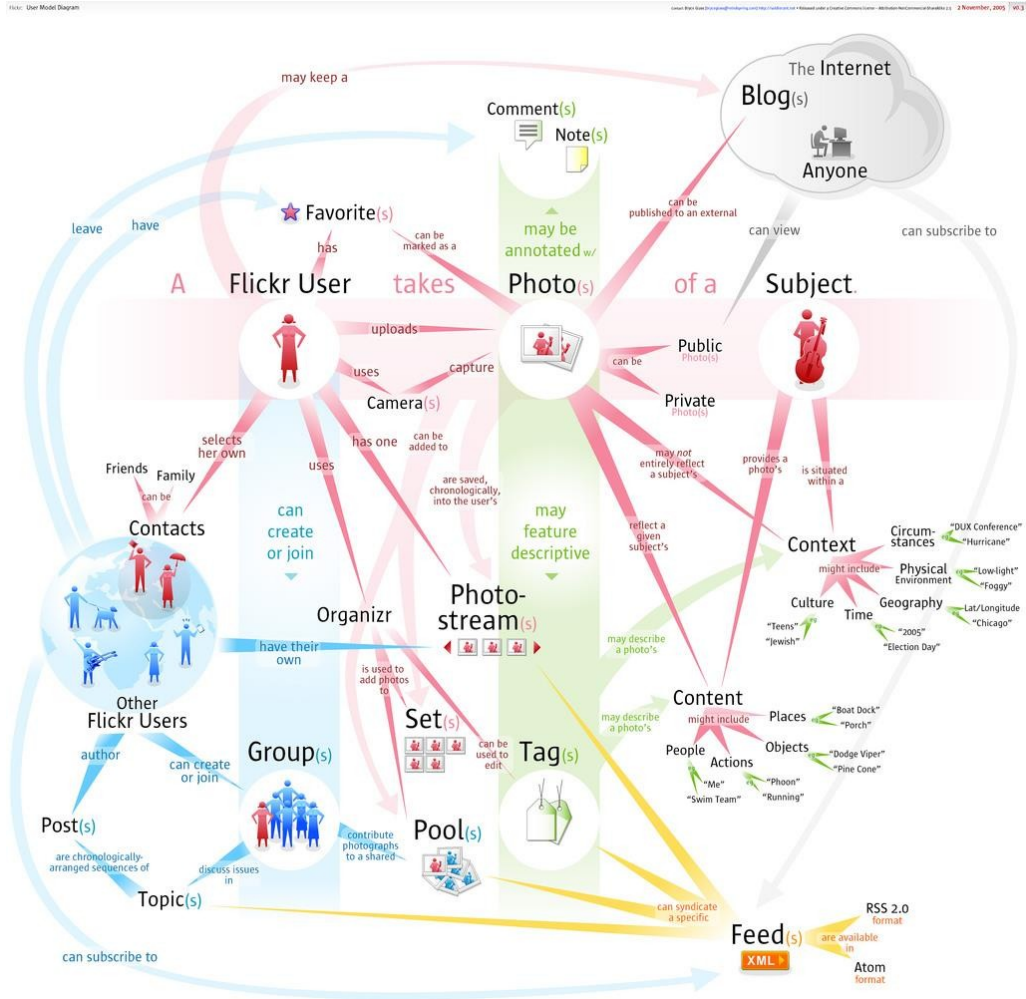 Flickr: User Model Diagram
2 November, 2005
v0.3
may keep a
The Internet
Blog(s)
Anyone
Comment(s)
Note(s)
leave
have
Favorite(s)
has
can be
marked as a
may be
annotated w/
can be
published to an external
can view
can subscribe to
A
Flickr User
takes
Photo(s)
of a
Subject.
uploads
uses
capture
Camera(s)
can be
Public
Photo(s)
Private
Photo(s)
selects
her own
uses
has one
can be
added to
Friends
Family
can be
Contacts
are saved,
chronologically,
into the user's
may not
entirely reflect
a subject's
provides a
photo's
is situated
within a
can
create
or join
may
feature
descriptive
reflect a
given
subject's
Context
might include
Circum-
stances
"DUX Conference"
"Hurricane"
Physical
Environment
"Low-light"
"Foggy"
Geography
Lat/Longitude
"Chicago"
Culture
"Teens"
"Jewish"
Time
"2005"
"Election Day"
Organizr
Photo-
stream(s)
have their
own
is used to
add photos
to
may describe
a photo's
Other
Flickr Users
Set(s)
can be
used to
edit
may describe
a photo's
Content
might include
Places
"Boat Dock"
"Porch"
Objects
"Dodge Viper"
"Pine Cone"
People
"Me"
"Swim Team"
Actions
"Phoon"
"Running"
author
can create
or join
Group(s)
Tag(s)
Post(s)
are chronologically-
arranged sequences of
discuss issues
in
contribute
photographs
to a shared
Pool(s)
Topic(s)
can syndicate
a specific
Feed(s)
XML
are available
in
RSS 2.0
format
Atom
format
can subscribe to